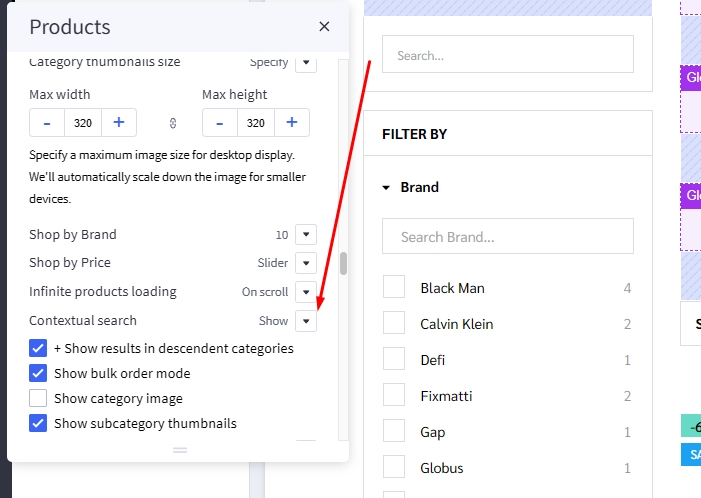 Products
Category thumbnails size Specify
Max width Max height
- 320 + - 320 +
Specify a maximum image size for desktop display.
We'll automatically scale down the image for smaller
devices.
Shop by Brand 10
Shop by Price Slider
Infinite products loading On scroll
Contextual search Show
+ Show results in descendent categories
Show bulk order mode
Show category image
Show subcategory thumbnails
Search...
FILTER BY
Brand
Search Brand...
Black Man 4
Calvin Klein 2
Defi 1
Fixmatti 2
Gap 1
Globus 1